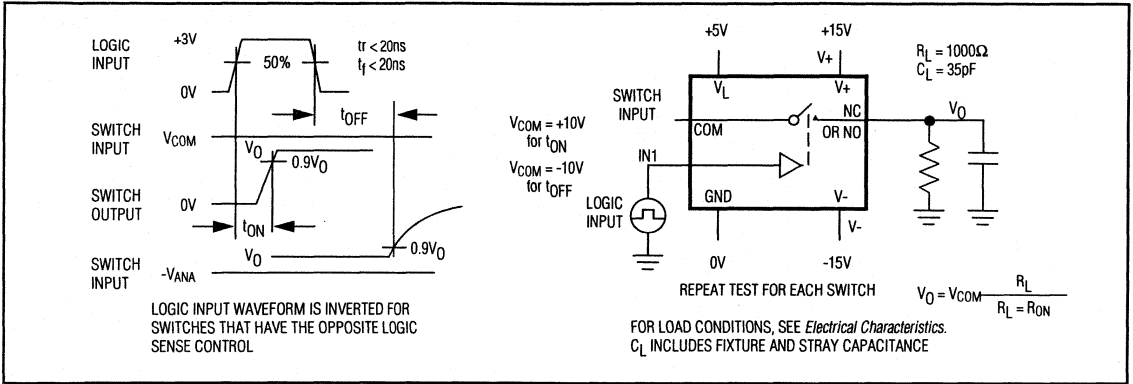 LOGIC
INPUT
+3V
0V
50%
tr < 20ns
tf < 20ns
tOFF
SWITCH
INPUT
VCOM
VO
0.9VO
SWITCH
OUTPUT
0V
tON
VO
0.9VO
SWITCH
INPUT
-VANA
LOGIC INPUT WAVEFORM IS INVERTED FOR
SWITCHES THAT HAVE THE OPPOSITE LOGIC
SENSE CONTROL
+5V
+15V
V+
VL
V+
RL = 1000Ω
CL = 35pF
SWITCH
INPUT
COM
NC
OR NO
VO
VCOM = +10V
for tON
VCOM = -10V
for tOFF
IN1
LOGIC
INPUT
GND
V-
V-
0V
-15V
REPEAT TEST FOR EACH SWITCH
VO = VCOM RL
RL = RON
FOR LOAD CONDITIONS, SEE Electrical Characteristics.
CL INCLUDES FIXTURE AND STRAY CAPACITANCE